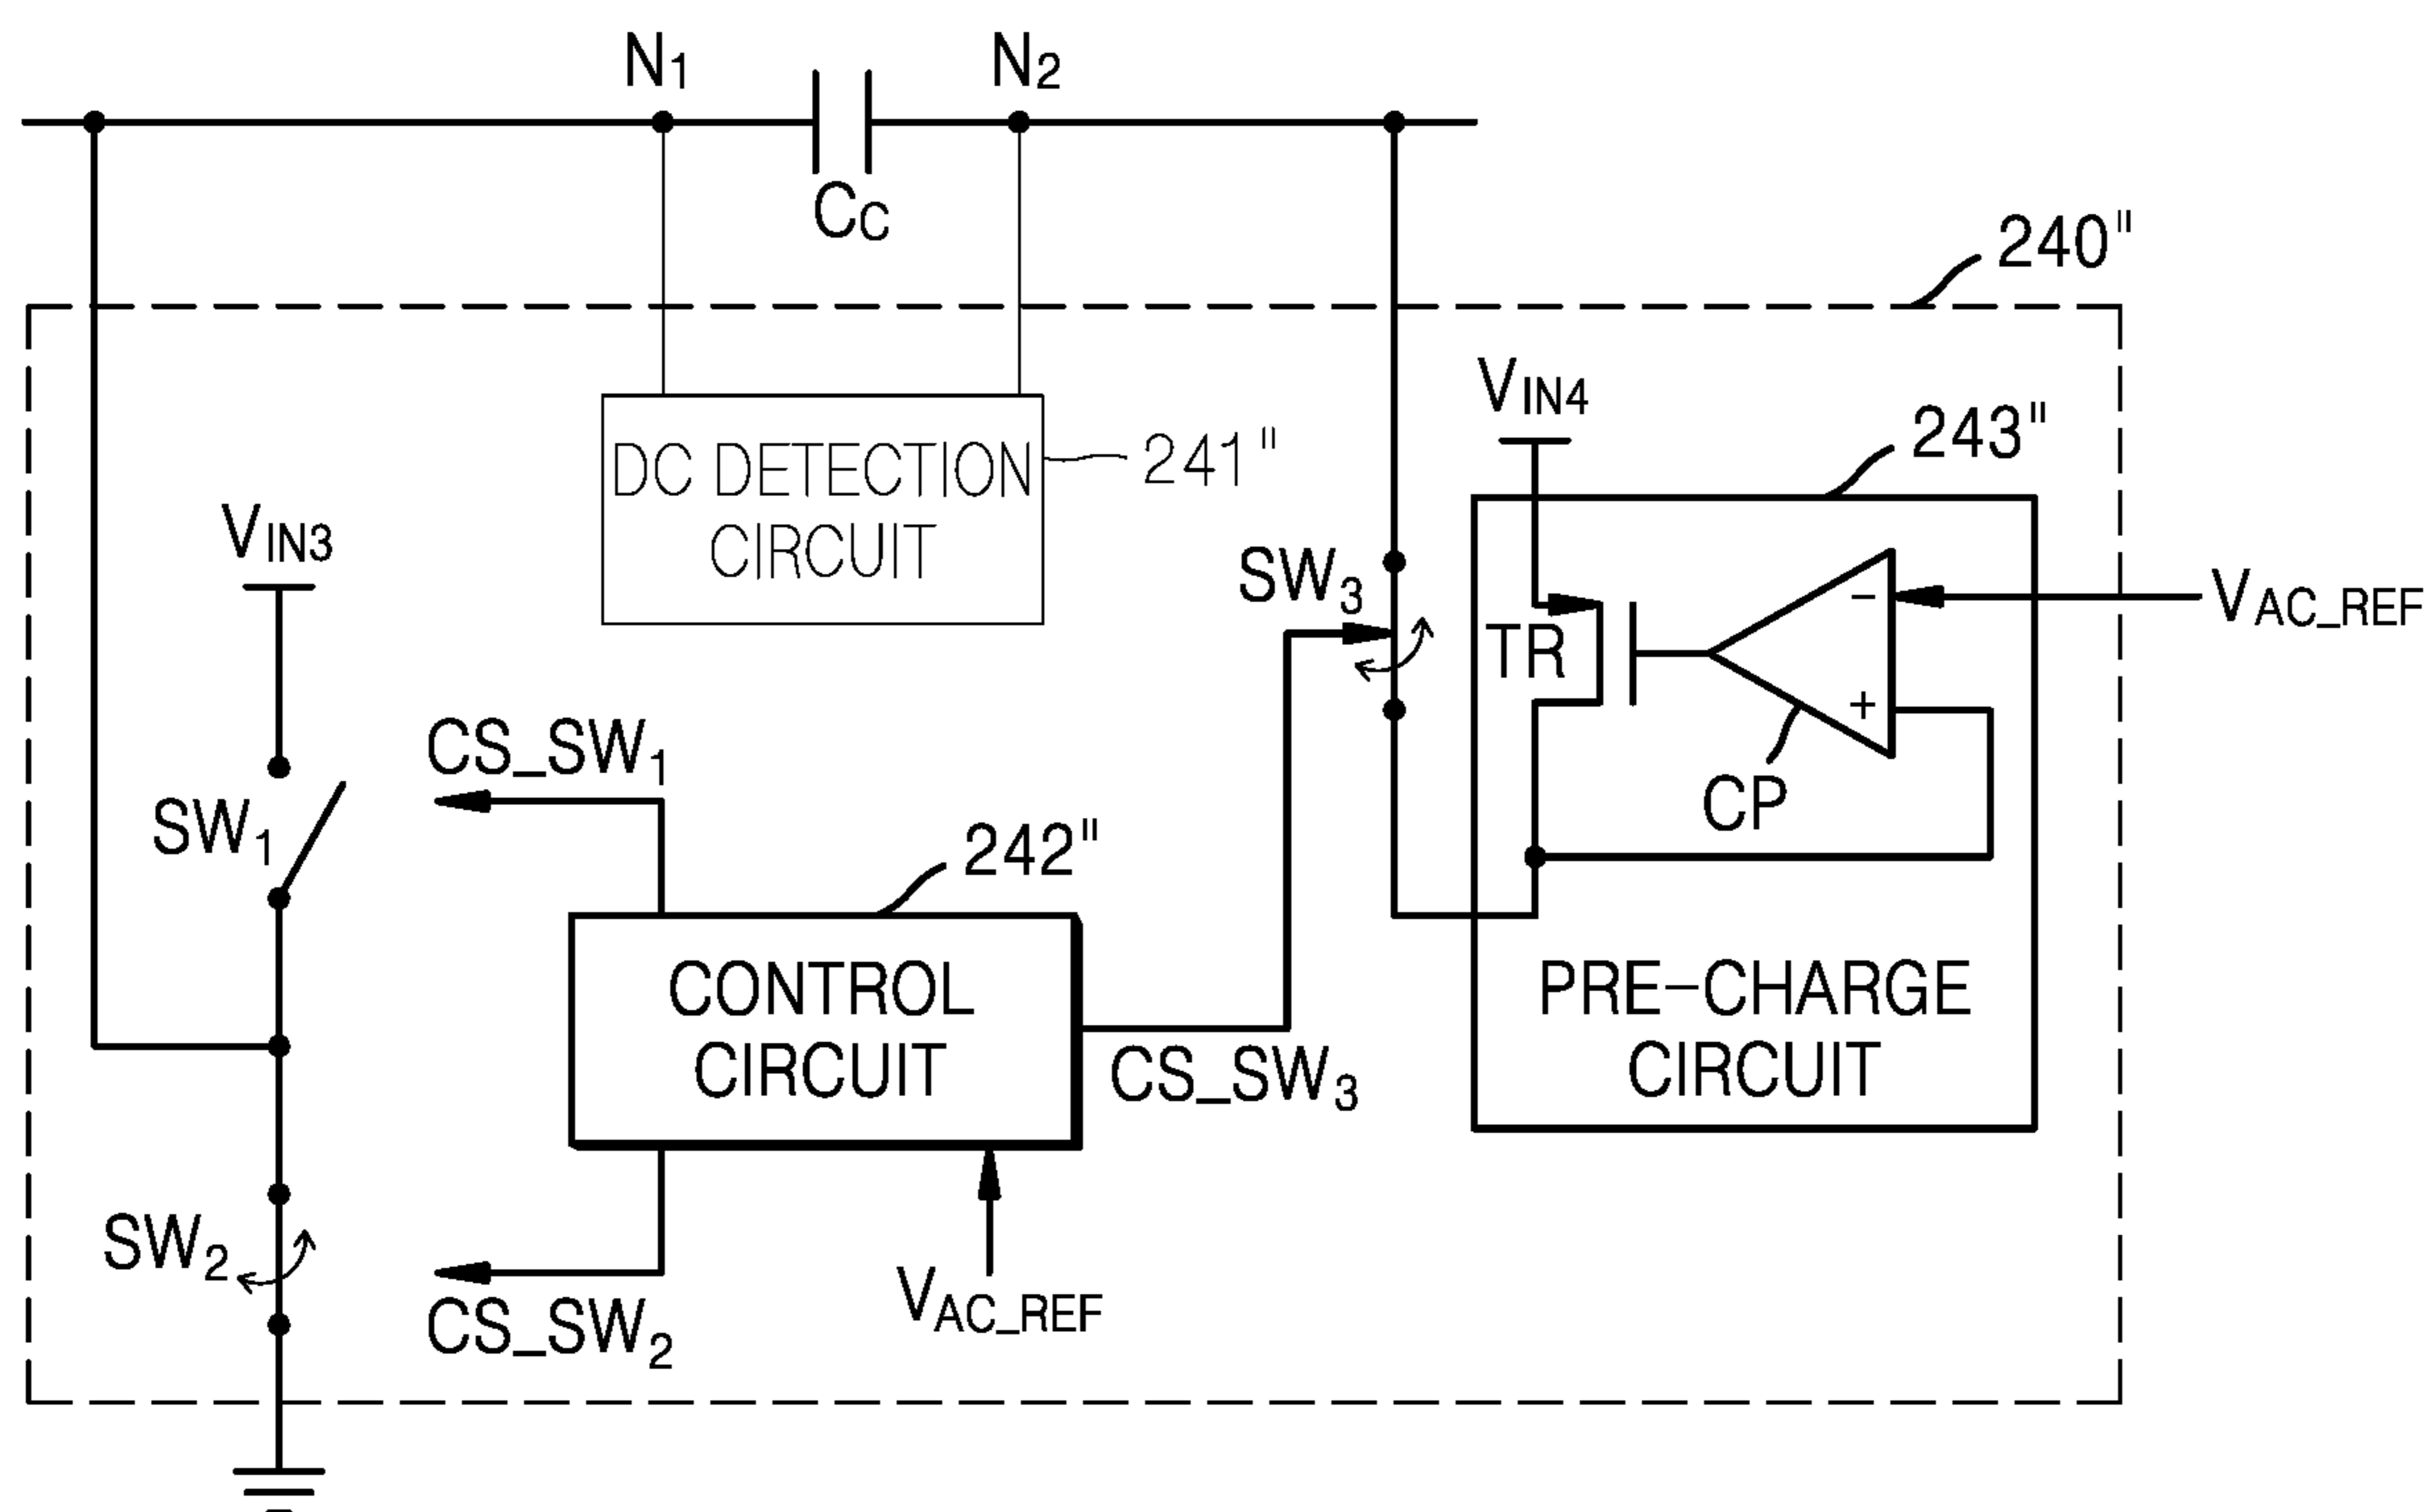 N1
N2
CC
240"
VIN4
243"
DC DETECTION
CIRCUIT
241"
VIN3
SW3
TR
−
VAC_REF
+
CS_SW1
SW1
CP
242"
CONTROL
CIRCUIT
PRE-CHARGE
CIRCUIT
CS_SW3
SW2
VAC_REF
CS_SW2